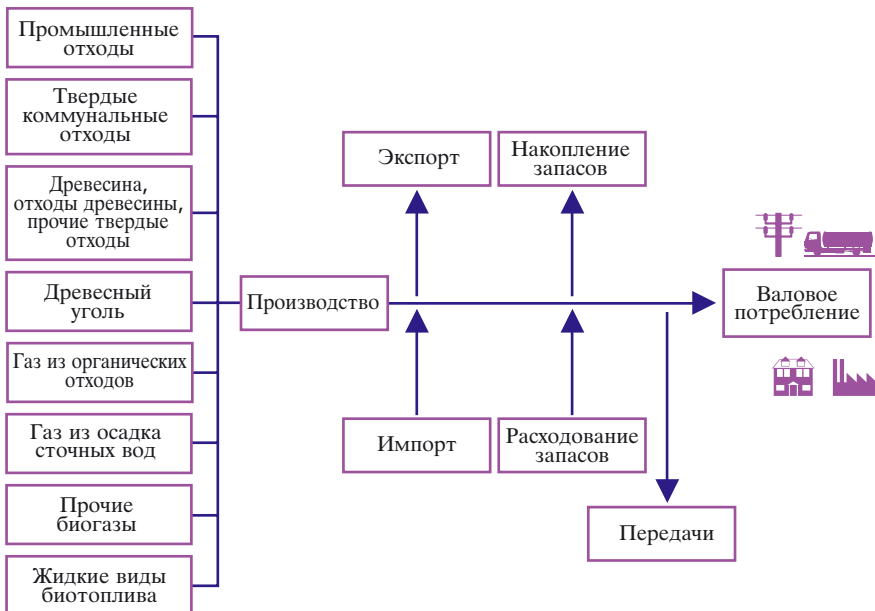 Промышленные
отходы
Твердые
коммунальные
отходы
Древесина,
отходы древесины,
прочие твердые
отходы
Древесный
уголь
Газ из органических
отходов
Газ из осадка
сточных вод
Прочие
биогазы
Жидкие виды
биотоплива
Производство
Экспорт
Накопление
запасов
Импорт
Расходование
запасов
Передачи
Валовое
потребление